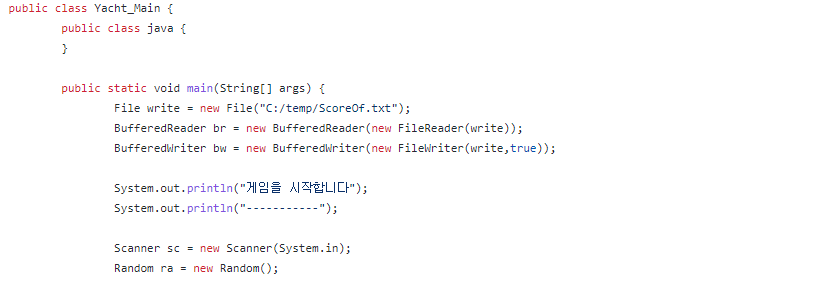 public class Yacht_Main {
public class java {
}
public static void main(String[] args) {
File write = new File("C:/temp/ScoreOf.txt");
BufferedReader br = new BufferedReader(new FileReader(write));
BufferedWriter bw = new BufferedWriter(new FileWriter(write,true));
System.out.println("게임을 시작합니다");
System.out.println("-----------");
Scanner sc = new Scanner(System.in);
Random ra = new Random();